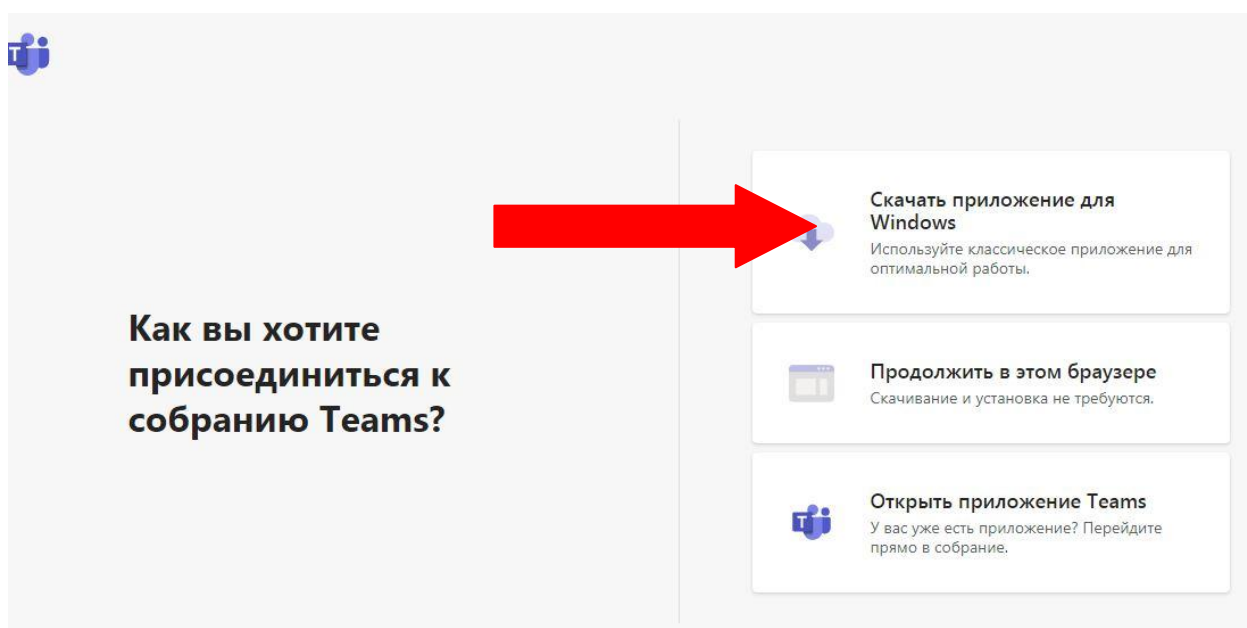 Скачать приложение для
Windows
Используйте классическое приложение для
оптимальной работы.
Как вы хотите
присоединиться к
собранию Teams?
Продолжить в этом браузере
Скачивание и установка не требуются.
Открыть приложение Teams
У вас уже есть приложение? Перейдите
прямо в собрание.